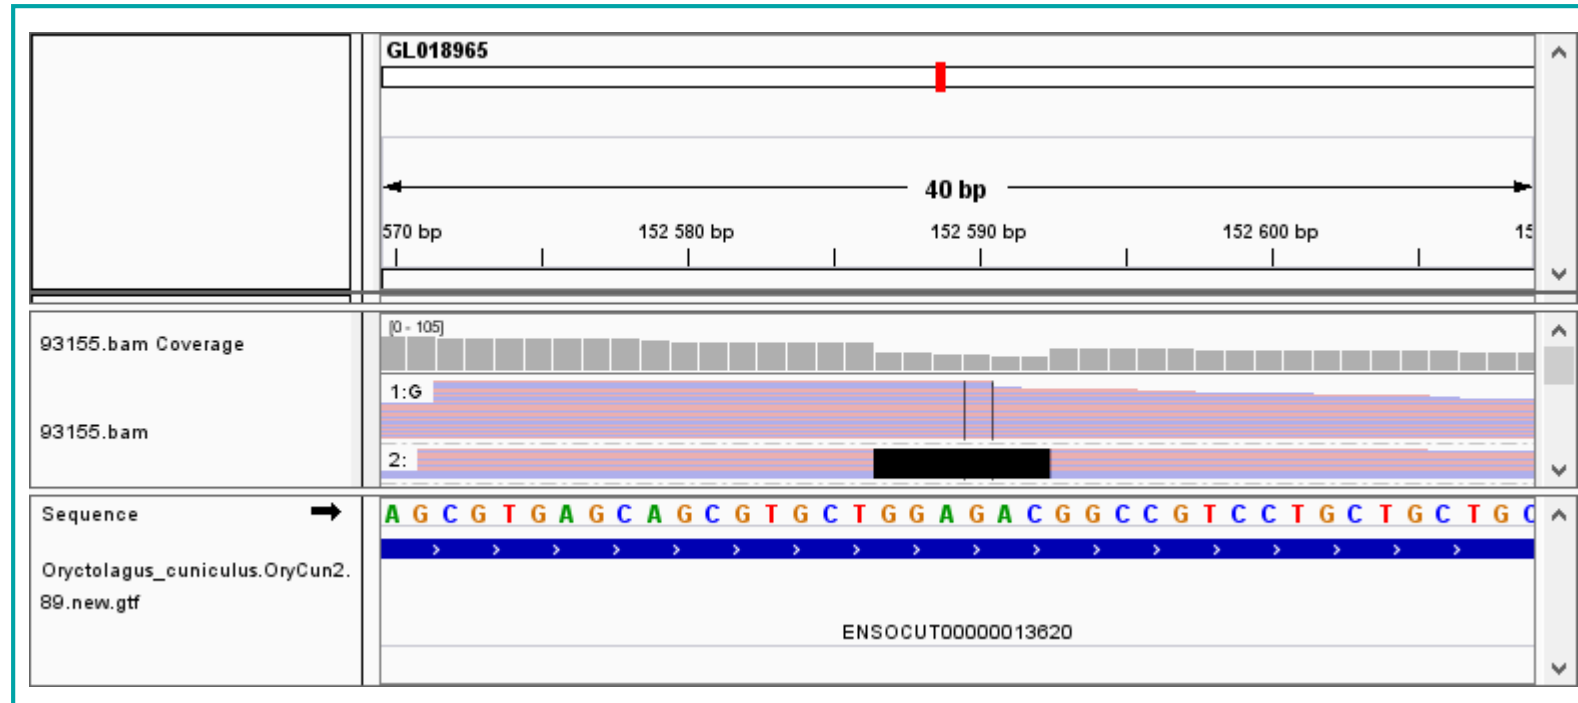 GL018965
40 bp
570 bp 152 580 bp 152 590 bp 152 600 bp 15
[0 - 105]
93155.bam Coverage
1:G
93155.bam
2:
Sequence
A G C G T G A G C A G C G T G C T G G A G A C G G C C G T C C T G C T G C T G C
Oryctolagus_cuniculus.OryCun2.
89.new.gtf
ENSOCUT00000013620